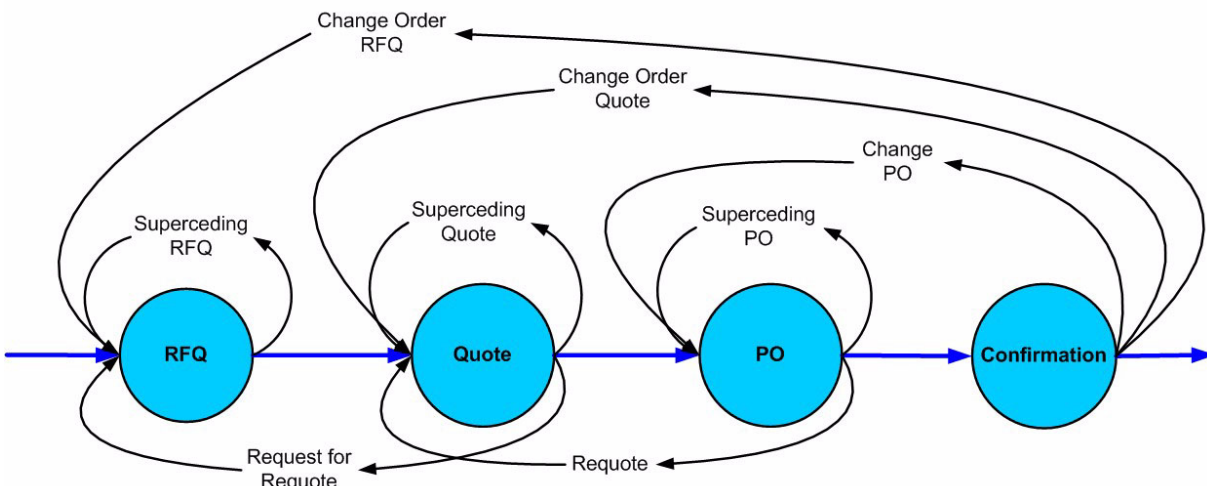 Change Order
RFQ
Change Order
Quote
Change
PO
Superceding
RFQ
Superceding
Quote
Superceding
PO
RFQ
Quote
PO
Confirmation
Request for
Requote
Requote